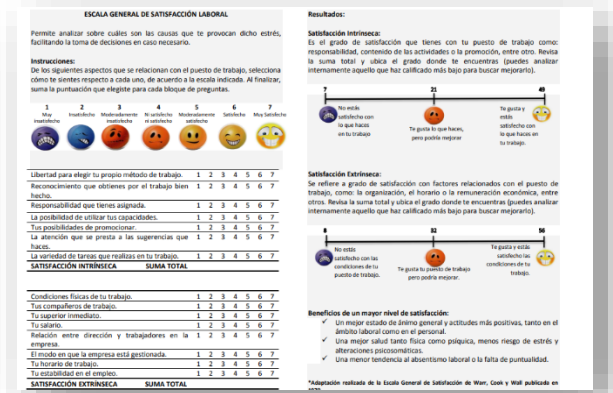 ESCALA GENERAL DE SATISFACCIÓN LABORAL
Permite analizar sobre cuáles son las causas que te provocan dicho estrés,
facilitando la toma de decisiones en caso necesario.
Instrucciones:
De los siguientes aspectos que se relacionan con el puesto de trabajo, selecciona
cómo te sientes respecto a cada uno, de acuerdo a la escala indicada. Al finalizar,
suma la puntuación que elegiste para cada bloque de preguntas.
1 2 3 4 5 6 7
Muy insatisfecho Insatisfecho Moderadamente insatisfecho Ni satisfecho ni satisfecho Moderadamente satisfecho Satisfecho Muy Satisfecho
Libertad para elegir tu propio método de trabajo. 1 2 3 4 5 6 7
Reconocimiento que obtienes por el trabajo bien 1 2 3 4 5 6 7
hecho.
Responsabilidad que tienes asignada. 1 2 3 4 5 6 7
La posibilidad de utilizar tus capacidades. 1 2 3 4 5 6 7
Tus posibilidades de promocionar. 1 2 3 4 5 6 7
La atención que se presta a las sugerencias que 1 2 3 4 5 6 7
haces.
La variedad de tareas que realizas en tu trabajo. 1 2 3 4 5 6 7
SATISFACCIÓN INTRÍNSECA SUMA TOTAL
Condiciones físicas de tu trabajo. 1 2 3 4 5 6 7
Tus compañeros de trabajo. 1 2 3 4 5 6 7
Tu superior inmediato. 1 2 3 4 5 6 7
Tu salario. 1 2 3 4 5 6 7
Relación entre dirección y trabajadores en la 1 2 3 4 5 6 7
empresa.
El modo en que la empresa está gestionada. 1 2 3 4 5 6 7
Tu horario de trabajo. 1 2 3 4 5 6 7
Tu estabilidad en el empleo. 1 2 3 4 5 6 7
SATISFACCIÓN EXTRÍNSECA SUMA TOTAL
Resultados:
Satisfacción Intrínseca:
Es el grado de satisfacción que tienes con tu puesto de trabajo como:
responsabilidad, contenido de las actividades o la promoción, entre otro. Revisa
la suma total y ubica el grado donde te encuentras (puedes analizar
internamente aquello que haz calificado más bajo para buscar mejorarlo).
7 21 49
No estás
satisfecho con
lo que haces
en tu trabajo
Te gusta lo que haces,
pero podría mejorar
Te gusta y
estás
satisfecho con
lo que haces en
tu trabajo.
Satisfacción Extrínseca:
Se refiere a grado de satisfacción con factores relacionados con el puesto de
trabajo, como: la organización, el horario o la remuneración económica, entre
otros. Revisa la suma total y ubica el grado donde te encuentras (puedes analizar
internamente aquello que haz calificado más bajo para buscar mejorarlo).
8 32 56
No estás
satisfecho con las
condiciones de tu
puesto de trabajo.
Te gusta tu puesto de trabajo
pero podría mejorar.
Te gusta y estás
satisfecho las
condiciones de tu
trabajo.
Beneficios de un mayor nivel de satisfacción:
✓ Un mejor estado de ánimo general y actitudes más positivas, tanto en el
ámbito laboral como en el personal.
✓ Una mejor salud tanto física como psíquica, menos riesgo de estrés y
alteraciones psicosomáticas.
✓ Una menor tendencia al absentismo laboral o la falta de puntualidad.
*Adaptación realizada de la Escala General de Satisfacción de Warr, Cook y Wall publicada en